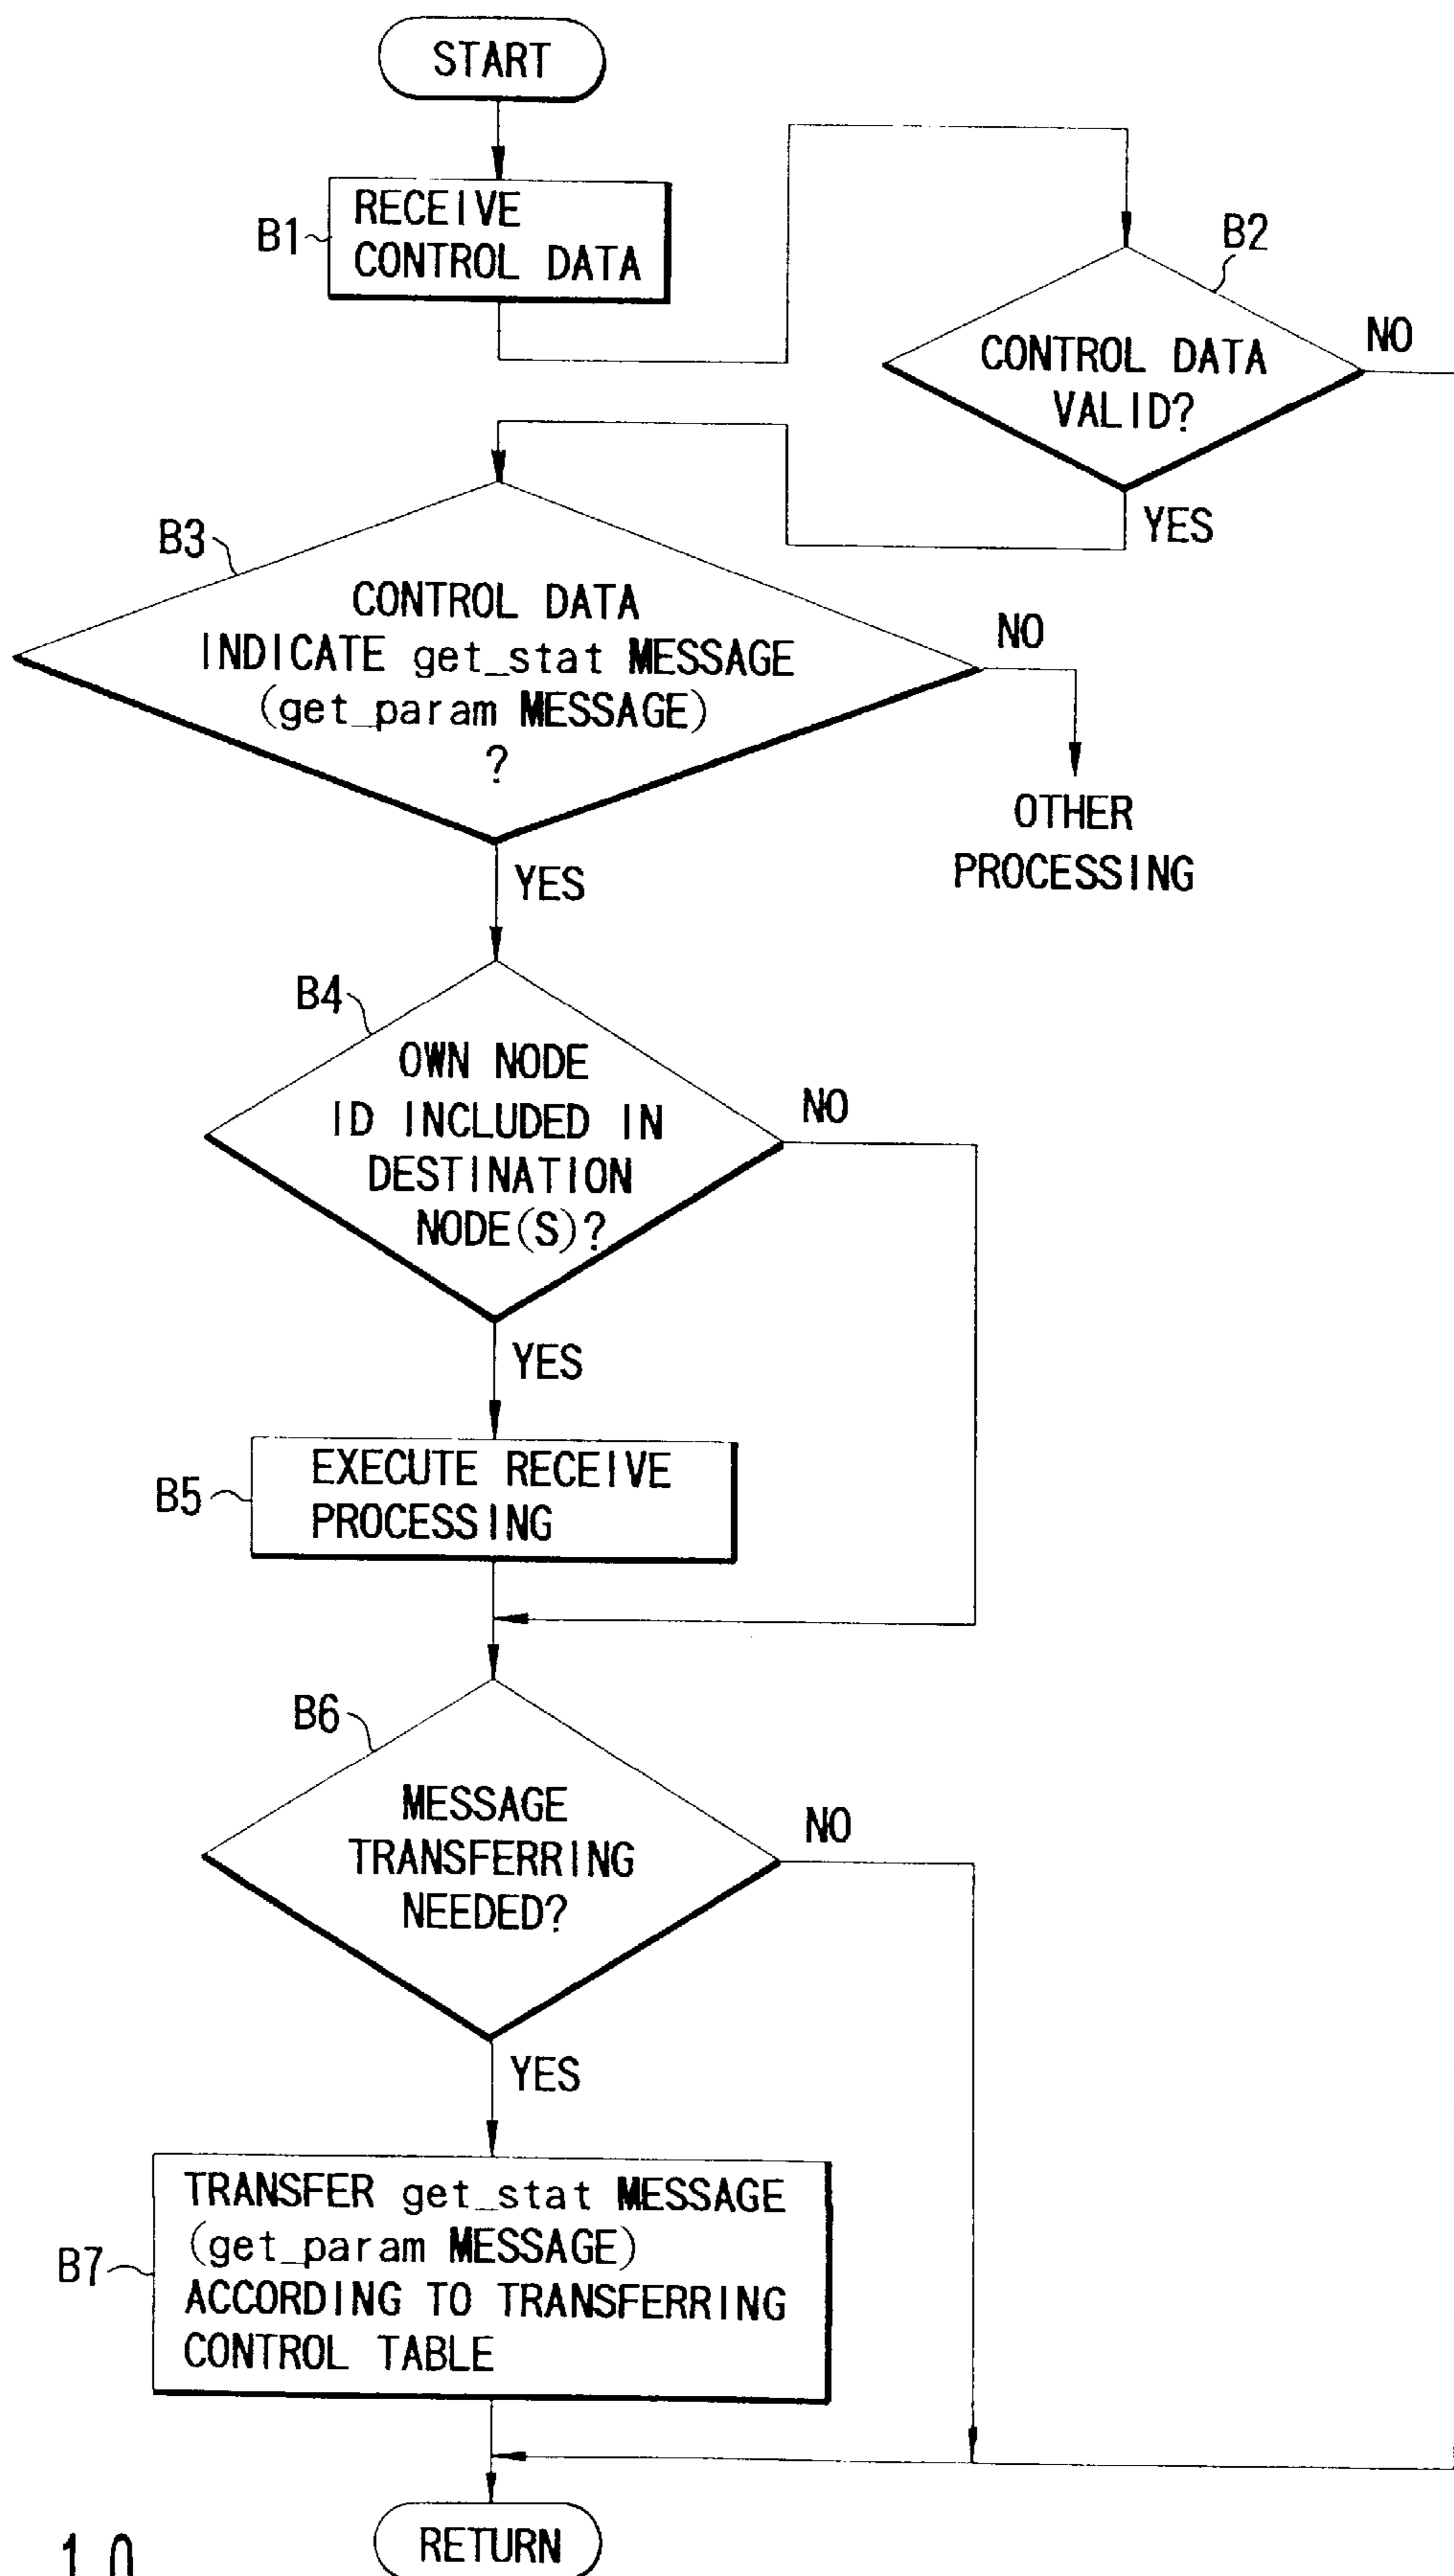 START
B1
RECEIVE
CONTROL DATA
B2
CONTROL DATA
VALID?
NO
YES
B3
CONTROL DATA
INDICATE get_stat MESSAGE
(get_param MESSAGE)
?
NO
OTHER
PROCESSING
YES
B4
OWN NODE
ID INCLUDED IN
DESTINATION
NODE(S)?
NO
YES
B5
EXECUTE RECEIVE
PROCESSING
B6
MESSAGE
TRANSFERRING
NEEDED?
NO
YES
B7
TRANSFER get_stat MESSAGE
(get_param MESSAGE)
ACCORDING TO TRANSFERRING
CONTROL TABLE
RETURN
10